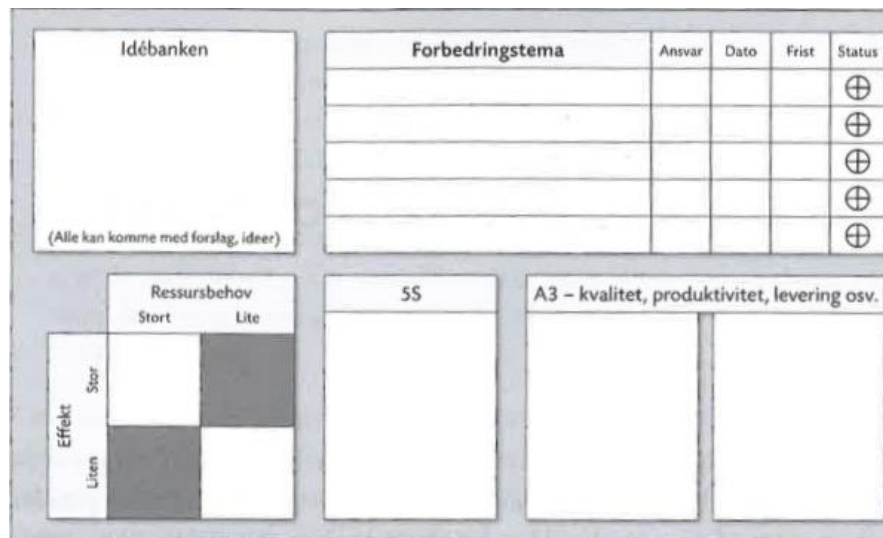 Idébanken
(Alle kan komme med forslag, ideer)
Forbedringstema Ansvar Dato Frist Status
Ressursbehov
Stort Lite
Effekt
Stor
Liten
5S
A3 – kvalitet, produktivitet, levering osv.